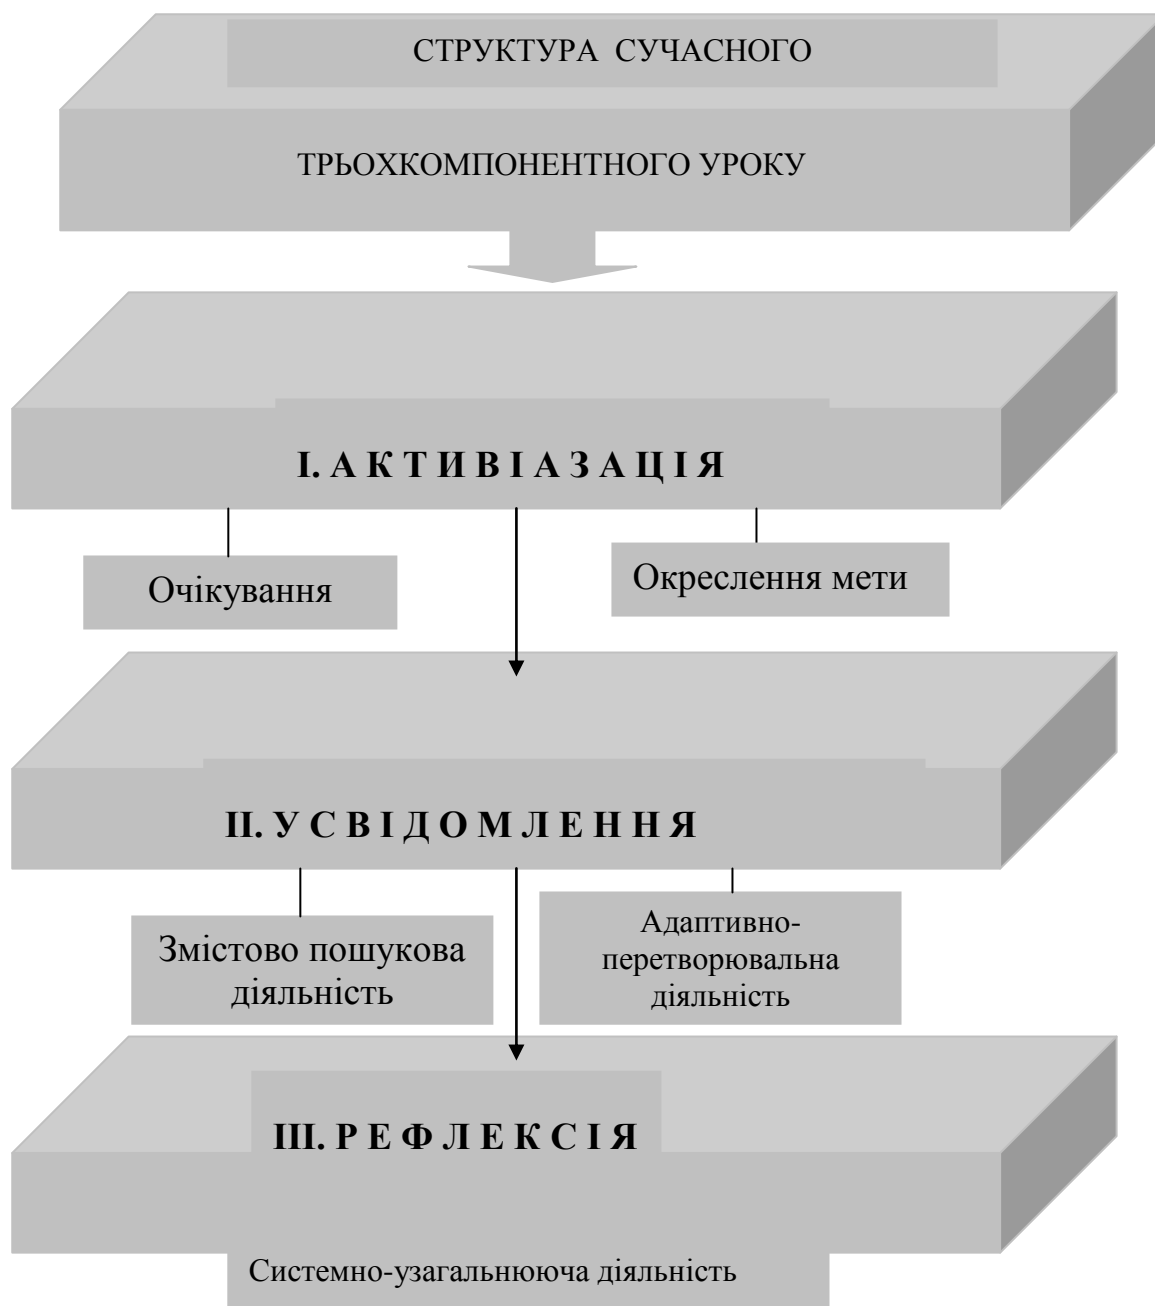 СТРУКТУРА СУЧАСНОГО
ТРЬОХКОМПОНЕНТНОГО УРОКУ
І. А К Т И В І А З А Ц І Я
Очікування
Окреслення мети
ІІ. У С В І Д О М Л Е Н Н Я
Змістово пошукова
діяльність
Адаптивно-
перетворювальна
діяльність
ІІІ. Р Е Ф Л Е К С І Я
Системно-узагальнююча діяльність